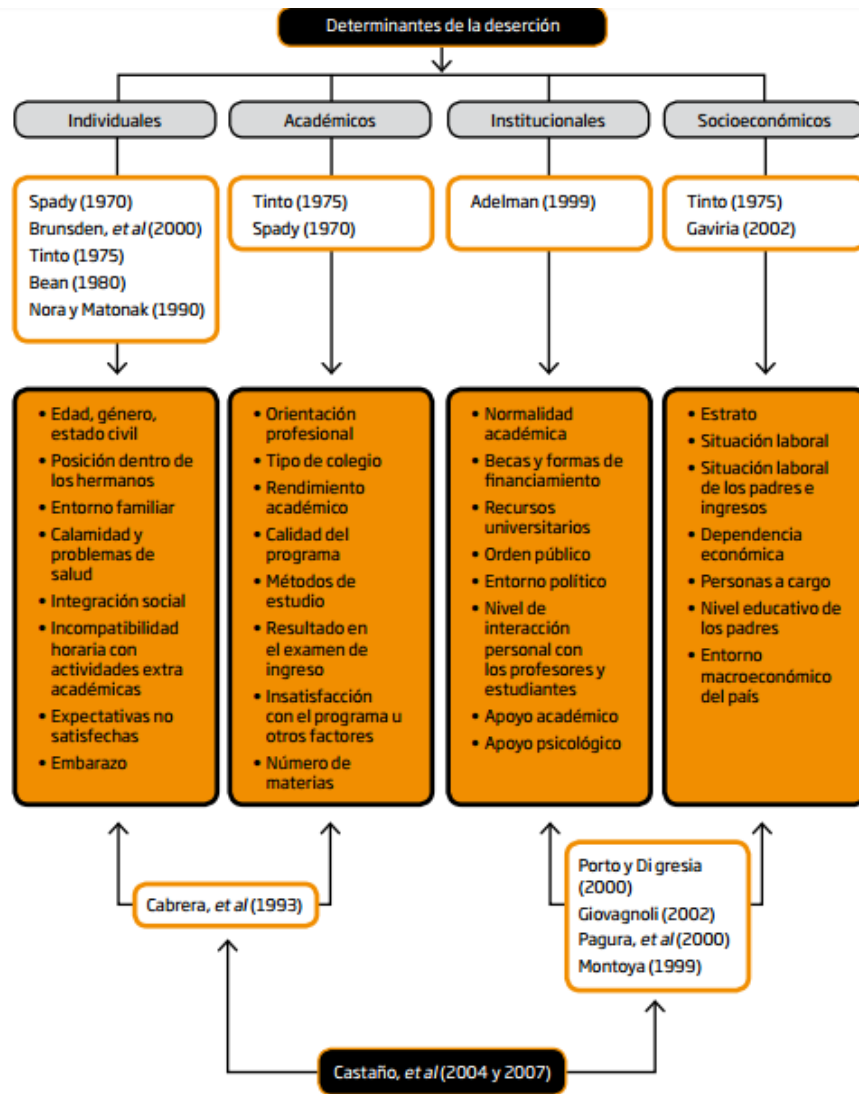 Determinantes de la deserción
Individuales
Académicos
Institucionales
Socioeconómicos
Spady (1970)
Brunsden, et al (2000)
Tinto (1975)
Bean (1980)
Nora y Matonak (1990)
Tinto (1975)
Spady (1970)
Adelman (1999)
Tinto (1975)
Gaviria (2002)
• Edad, género,
estado civil
• Posición dentro de
los hermanos
• Entorno familiar
• Calamidad y
problemas de
salud
• Integración social
• Incompatibilidad
horaria con
actividades extra
académicas
• Expectativas no
satisfechas
• Embarazo
• Orientación
profesional
• Tipo de colegio
• Rendimiento
académico
• Calidad del
programa
• Métodos de
estudio
• Resultado en
el examen de
ingreso
• Insatisfacción
con el programa u
otros factores
• Número de
materias
• Normalidad
académica
• Becas y formas de
financiamiento
• Recursos
universitarios
• Orden público
• Entorno político
• Nivel de
interacción
personal con
los profesores y
estudiantes
• Apoyo académico
• Apoyo psicológico
• Estrato
• Situación laboral
• Situación laboral
de los padres e
ingresos
• Dependencia
económica
• Personas a cargo
• Nivel educativo de
los padres
• Entorno
macroeconómico
del país
Cabrera, et al (1993)
Porto y Di gresia
(2000)
Giovagnoli (2002)
Pagura, et al (2000)
Montoya (1999)
Castaño, et al (2004 y 2007)